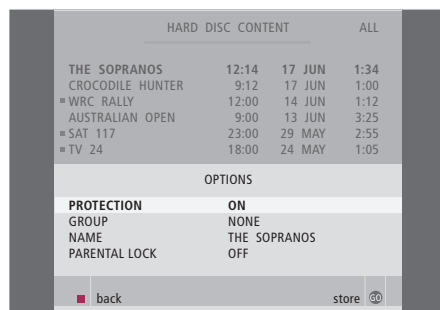 HARD DISC CONTENT ALL
THE SOPRANOS 12:14 17 JUN 1:34
CROCODILE HUNTER 9:12 17 JUN 1:00
WRC RALLY 12:00 14 JUN 1:12
AUSTRALIAN OPEN 9:00 13 JUN 3:25
SAT 117 23:00 29 MAY 2:55
TV 24 18:00 24 MAY 1:05
OPTIONS
PROTECTION ON
GROUP NONE
NAME THE SOPRANOS
PARENTAL LOCK OFF
back store GO